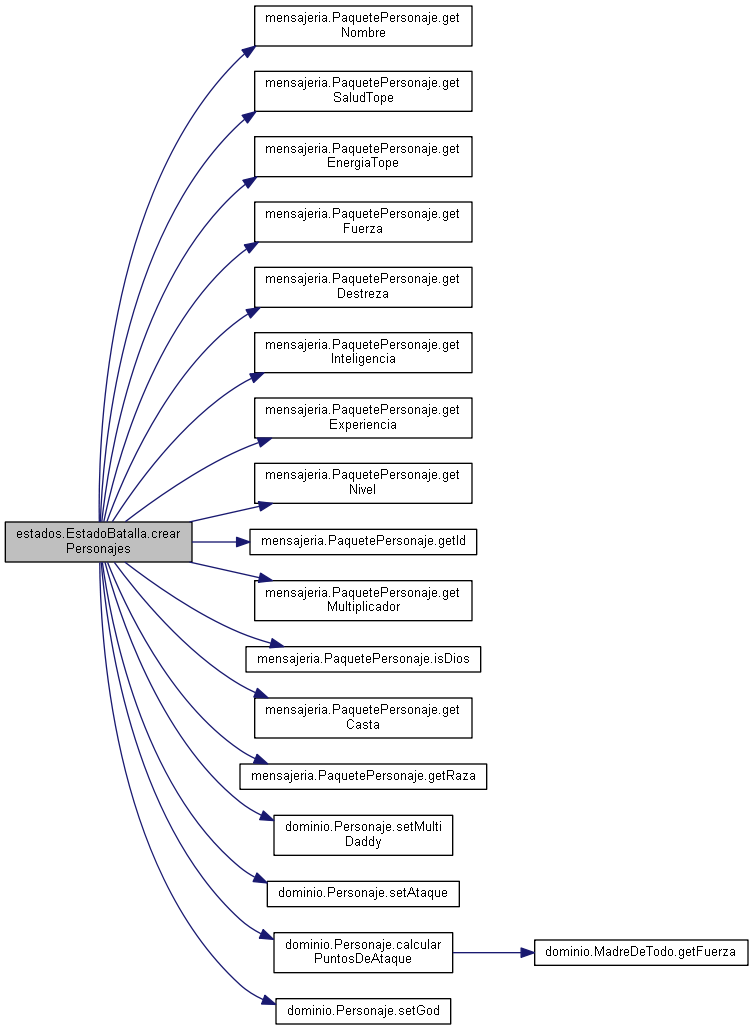 mensajeria.PaquetePersonaje.get
Nombre
mensajeria.PaquetePersonaje.get
SaludTope
mensajeria.PaquetePersonaje.get
EnergiaTope
mensajeria.PaquetePersonaje.get
Fuerza
mensajeria.PaquetePersonaje.get
Destreza
mensajeria.PaquetePersonaje.get
Inteligencia
mensajeria.PaquetePersonaje.get
Experiencia
mensajeria.PaquetePersonaje.get
Nivel
estados.EstadoBatalla.crear
Personajes
mensajeria.PaquetePersonaje.getId
mensajeria.PaquetePersonaje.get
Multiplicador
mensajeria.PaquetePersonaje.isDios
mensajeria.PaquetePersonaje.get
Casta
mensajeria.PaquetePersonaje.getRaza
dominio.Personaje.setMulti
Daddy
dominio.Personaje.setAtaque
dominio.Personaje.calcular
PuntosDeAtaque
dominio.MadreDeTodo.getFuerza
dominio.Personaje.setGod